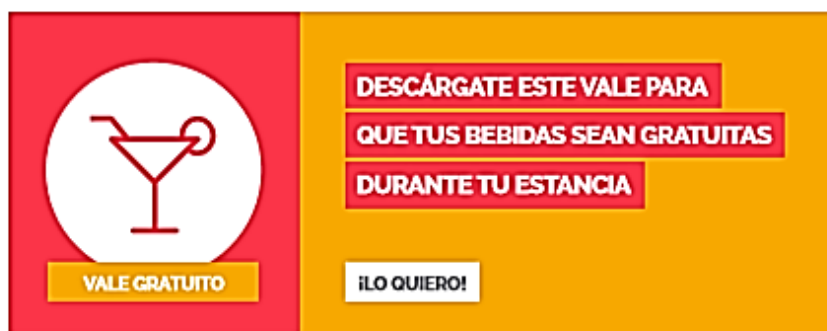 VALE GRATUITO
DESCÁRGATE ESTE VALE PARA
QUE TUS BEBIDAS SEAN GRATUITAS
DURANTE TU ESTANCIA
¡LO QUIERO!